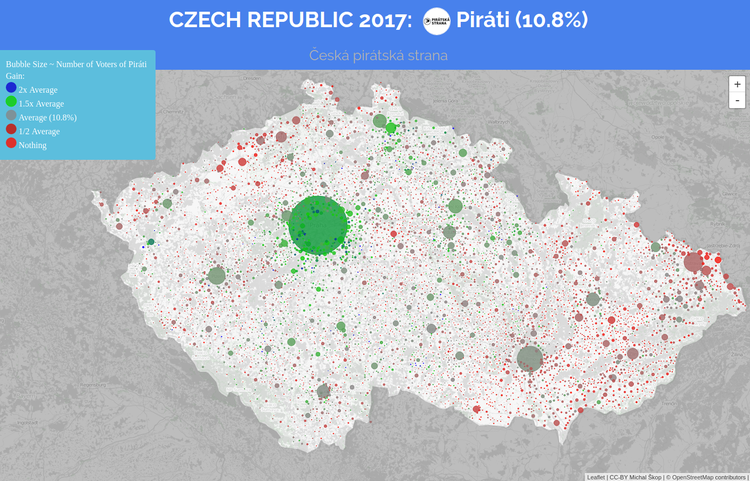 CZECH REPUBLIC 2017: PIRÁTSKÁ STRANA Piráti (10.8%)
Česká pirátská strana
Bubble Size ~ Number of Voters of Piráti
Gain:
2x Average
1.5x Average
Average (10.8%)
1/2 Average
Nothing
+
-
Leaflet | CC-BY Michal Škop | © OpenStreetMap contributors |